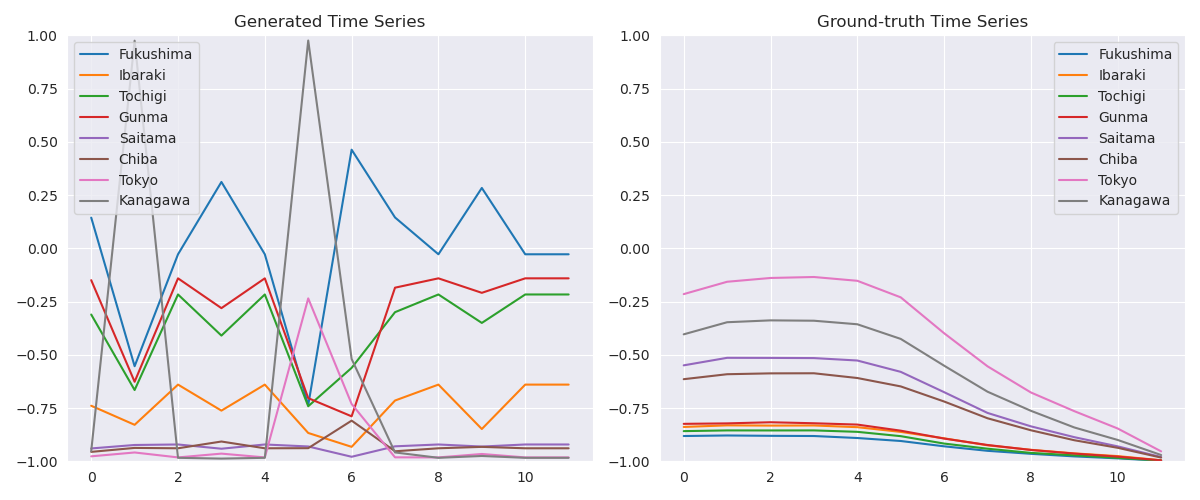 Generated Time Series
1.00
0.75
0.50
0.25
0.00
−0.25
−0.50
−0.75
−1.00
Fukushima
Ibaraki
Tochigi
Gunma
Saitama
Chiba
Tokyo
Kanagawa
0 2 4 6 8 10
Ground-truth Time Series
1.00
0.75
0.50
0.25
0.00
−0.25
−0.50
−0.75
−1.00
Fukushima
Ibaraki
Tochigi
Gunma
Saitama
Chiba
Tokyo
Kanagawa
0 2 4 6 8 10